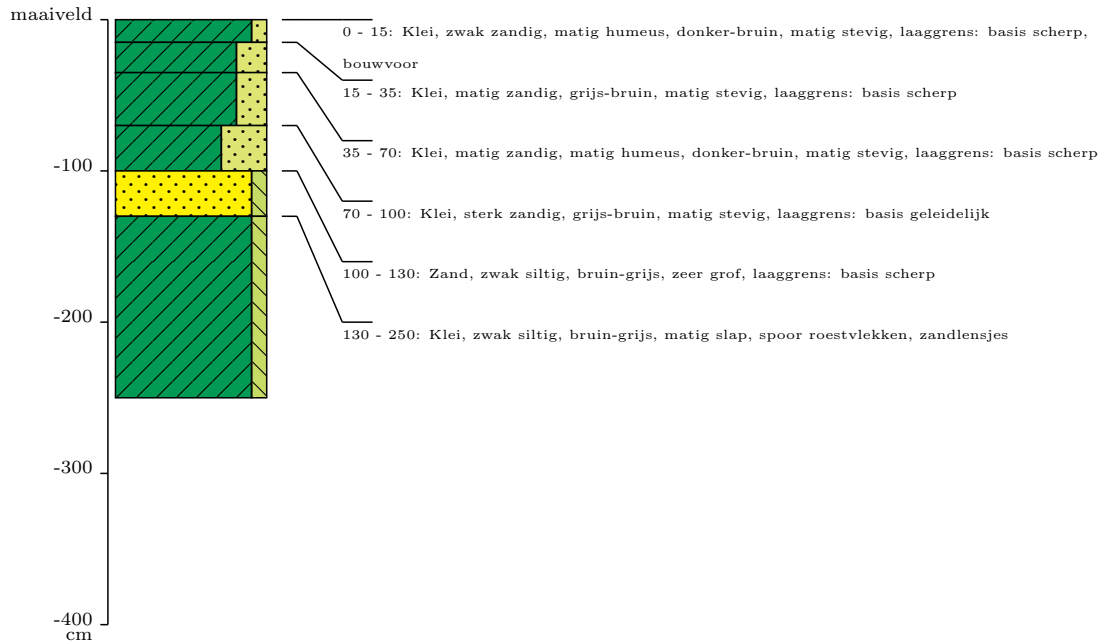 maaiveld
0 - 15: Klei, zwak zandig, matig humeus, donker-bruin, matig stevig, laaggrens: basis scherp,
bouwvoor
15 - 35: Klei, matig zandig, grijs-bruin, matig stevig, laaggrens: basis scherp
35 - 70: Klei, matig zandig, matig humeus, donker-bruin, matig stevig, laaggrens: basis scherp
-100
70 - 100: Klei, sterk zandig, grijs-bruin, matig stevig, laaggrens: basis geleidelijk
100 - 130: Zand, zwak siltig, bruin-grijs, zeer grof, laaggrens: basis scherp
-200
130 - 250: Klei, zwak siltig, bruin-grijs, matig slap, spoor roestvlekken, zandlensjes
-300
-400
cm